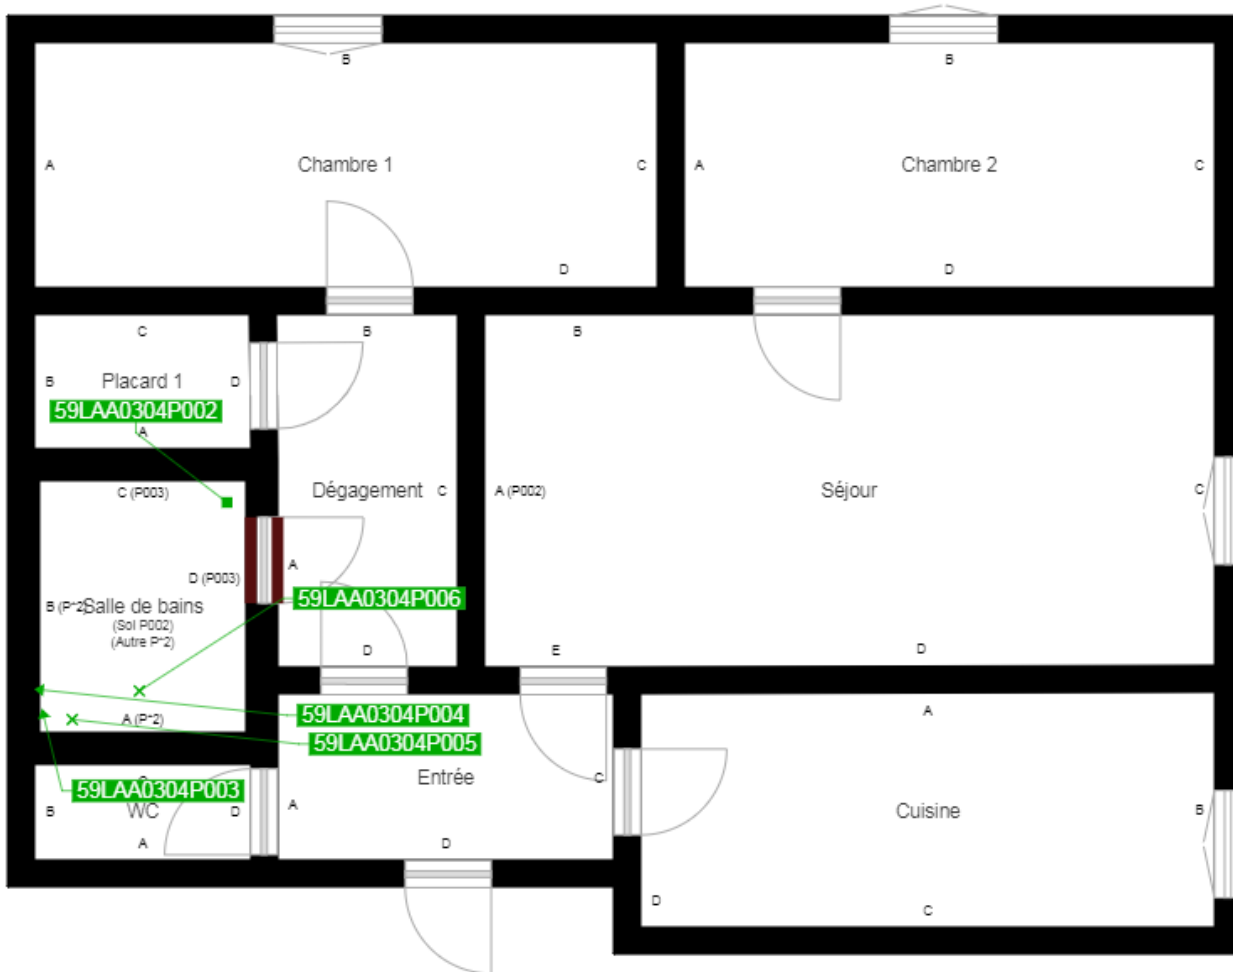 B
B
A
Chambre 1
C
A
Chambre 2
C
D
D
C
B
B
B
Placard 1
D
59LAA0304P002
A
C (P003)
Dégagement
C
A (P002)
Séjour
C
A
D (P003)
B (P^2)
Salle de bains
59LAA0304P006
(Sol P002)
(Autre P^2)
D
E
D
59LAA0304P004
A (P^2)
A
59LAA0304P005
C
Entrée
C
59LAA0304P003
B
WC
D
A
Cuisine
B
A
D
D
C